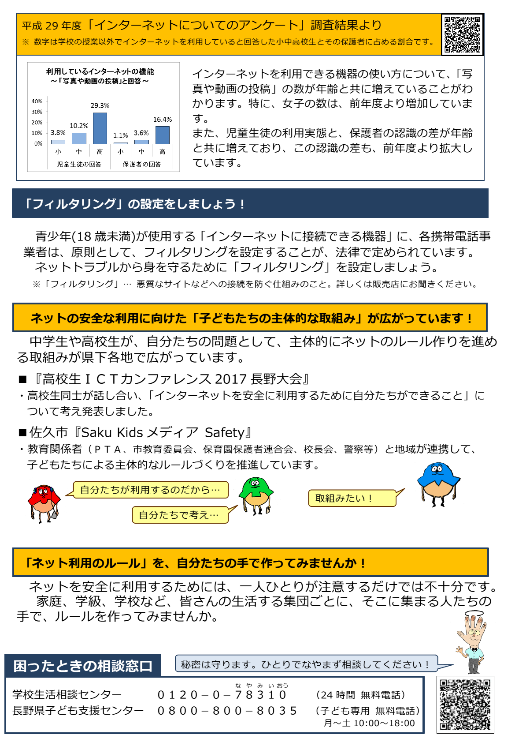 平成 29 年度「インターネットについてのアンケート」調査結果より
※ 数字は学校の授業以外でインターネットを利用していると回答した小中高校生とその保護者に占める割合です。
利用しているインターネットの機能
～「写真や動画の投稿」と回答～
40%
30%
20%
10%
0%
3.8%
10.2%
29.3%
1.1%
3.6%
16.4%
小 中 高 小 中 高
児童生徒の回答 保護者の回答
インターネットを利用できる機器の使い方について、「写
真や動画の投稿」の数が年齢と共に増えていることがわ
かります。特に、女子の数は、前年度より増加していま
す。
また、児童生徒の利用実態と、保護者の認識の差が年齢
と共に増えており、この認識の差も、前年度より拡大し
ています。
「フィルタリング」の設定をしましょう！
青少年(18 歳未満)が使用する「インターネットに接続できる機器」に、各携帯電話事
業者は、原則として、フィルタリングを設定することが、法律で定められています。
ネットトラブルから身を守るために「フィルタリング」を設定しましょう。
※「フィルタリング」… 悪質なサイトなどへの接続を防ぐ仕組みのこと。詳しくは販売店にお聞きください。
ネットの安全な利用に向けた「子どもたちの主体的な取組み」が広がっています！
中学生や高校生が、自分たちの問題として、主体的にネットのルール作りを進め
る取組みが県下各地で広がっています。
■『高校生ＩＣＴカンファレンス 2017 長野大会』
・高校生同士が話し合い、「インターネットを安全に利用するために自分たちができること」に
ついて考え発表しました。
■佐久市『Saku Kids メディア Safety』
・教育関係者（ＰＴＡ、市教育委員会、保育園保護者連合会、校長会、警察等）と地域が連携して、
子どもたちによる主体的なルールづくりを推進しています。
自分たちが利用するのだから…
自分たちで考え…
取組みたい！
「ネット利用のルール」を、自分たちの手で作ってみませんか！
ネットを安全に利用するためには、一人ひとりが注意するだけでは不十分です。
家庭、学級、学校など、皆さんの生活する集団ごとに、そこに集まる人たちの
手で、ルールを作ってみませんか。
困ったときの相談窓口
秘密は守ります。ひとりでなやまず相談してください！
な や み いおう
学校生活相談センター ０１２０－０－７８３１０ （24 時間 無料電話）
長野県子ども支援センター ０８００－８００－８０３５ （子ども専用 無料電話）
月～土 10:00～18:00